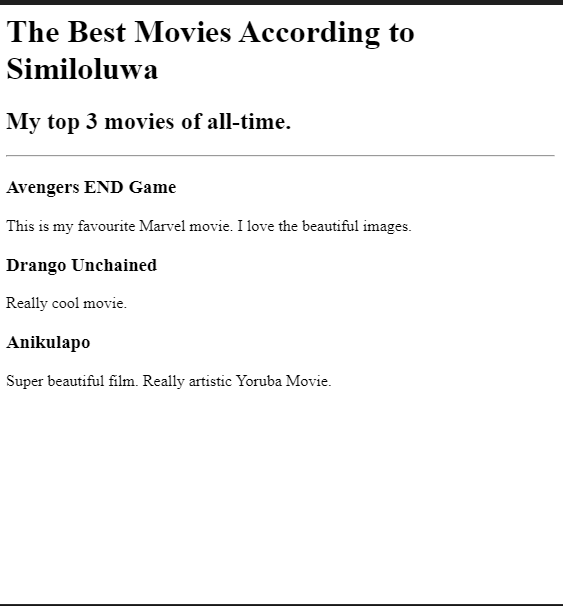 The Best Movies According to
Similoluwa
My top 3 movies of all-time.
Avengers END Game
This is my favourite Marvel movie. I love the beautiful images.
Drango Unchained
Really cool movie.
Anikulapo
Super beautiful film. Really artistic Yoruba Movie.